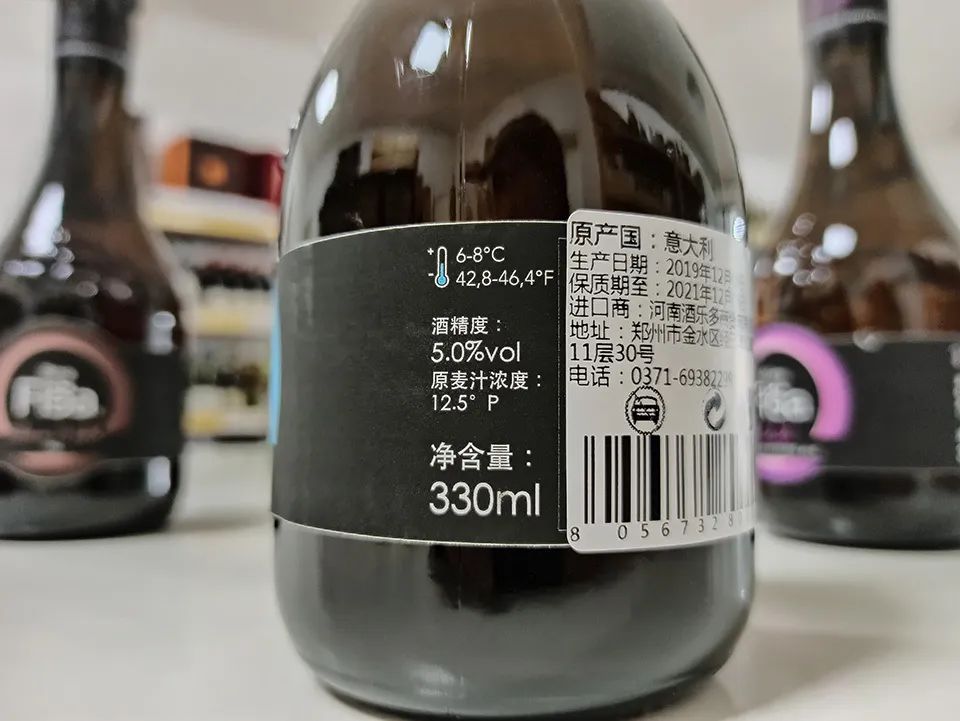 6-8°C
42,8-46,4°F
酒精度：
5.0%vol
原麦汁浓度：
12.5° P
净含量：
330ml
原产国：意大利
生产日期：2019年12月
保质期至：2021年12月
进口商：河南酒乐多
地址：郑州市金水区
11层30号
电话：0371-6938229
8 056732 8